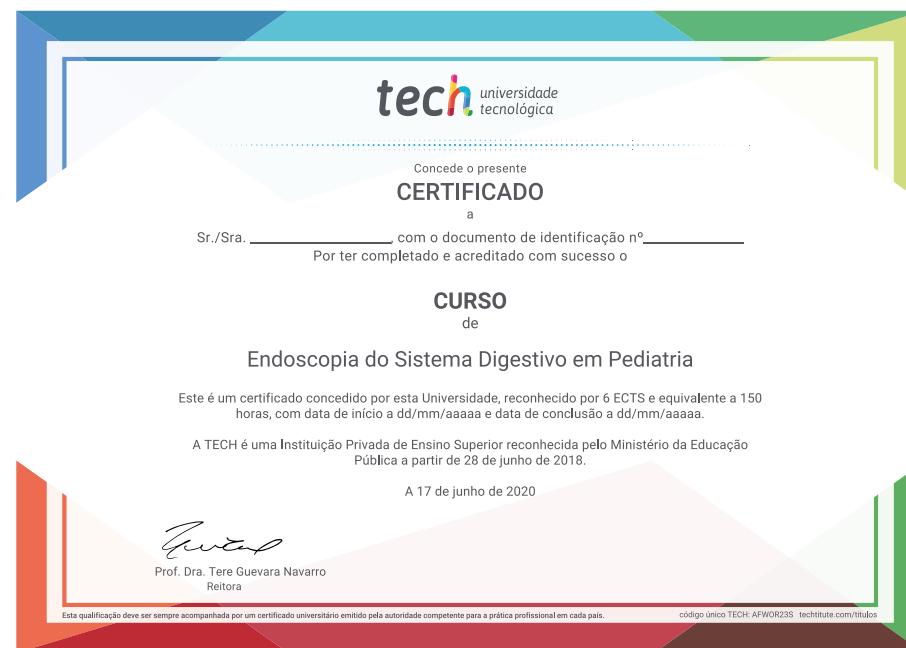 tech universidade
tecnológica
Concede o presente
CERTIFICADO
a
Sr./Sra. ____________________, com o documento de identificação nº______________
Por ter completado e acreditado com sucesso o
CURSO
de
Endoscopia do Sistema Digestivo em Pediatria
Este é um certificado concedido por esta Universidade, reconhecido por 6 ECTS e equivalente a 150
horas, com data de início a dd/mm/aaaaa e data de conclusão a dd/mm/aaaaa.
A TECH é uma Instituição Privada de Ensino Superior reconhecida pelo Ministério da Educação
Pública a partir de 28 de junho de 2018.
A 17 de junho de 2020
Prof. Dra. Tere Guevara Navarro
Reitora
Esta qualificação deve ser sempre acompanhada por um certificado universitário emitido pela autoridade competente para a prática profissional em cada país.
código único TECH: AFWOR23S techtitute.com/titulos